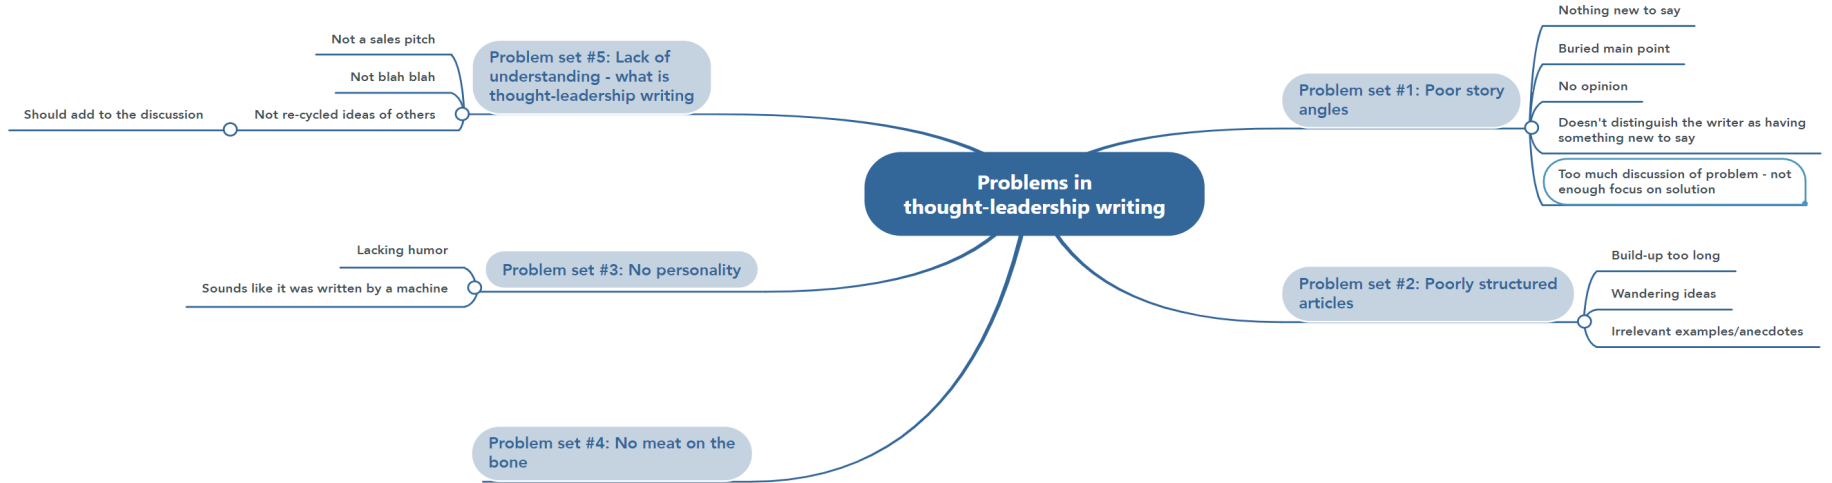 Problems in
thought-leadership writing
Problem set #1: Poor story
angles
Nothing new to say
Buried main point
No opinion
Doesn't distinguish the writer as having
something new to say
Too much discussion of problem - not
enough focus on solution
Problem set #2: Poorly structured
articles
Build-up too long
Wandering ideas
Irrelevant examples/anecdotes
Problem set #3: No personality
Lacking humor
Sounds like it was written by a machine
Problem set #4: No meat on the
bone
Problem set #5: Lack of
understanding - what is
thought-leadership writing
Not a sales pitch
Not blah blah
Not re-cycled ideas of others
Should add to the discussion